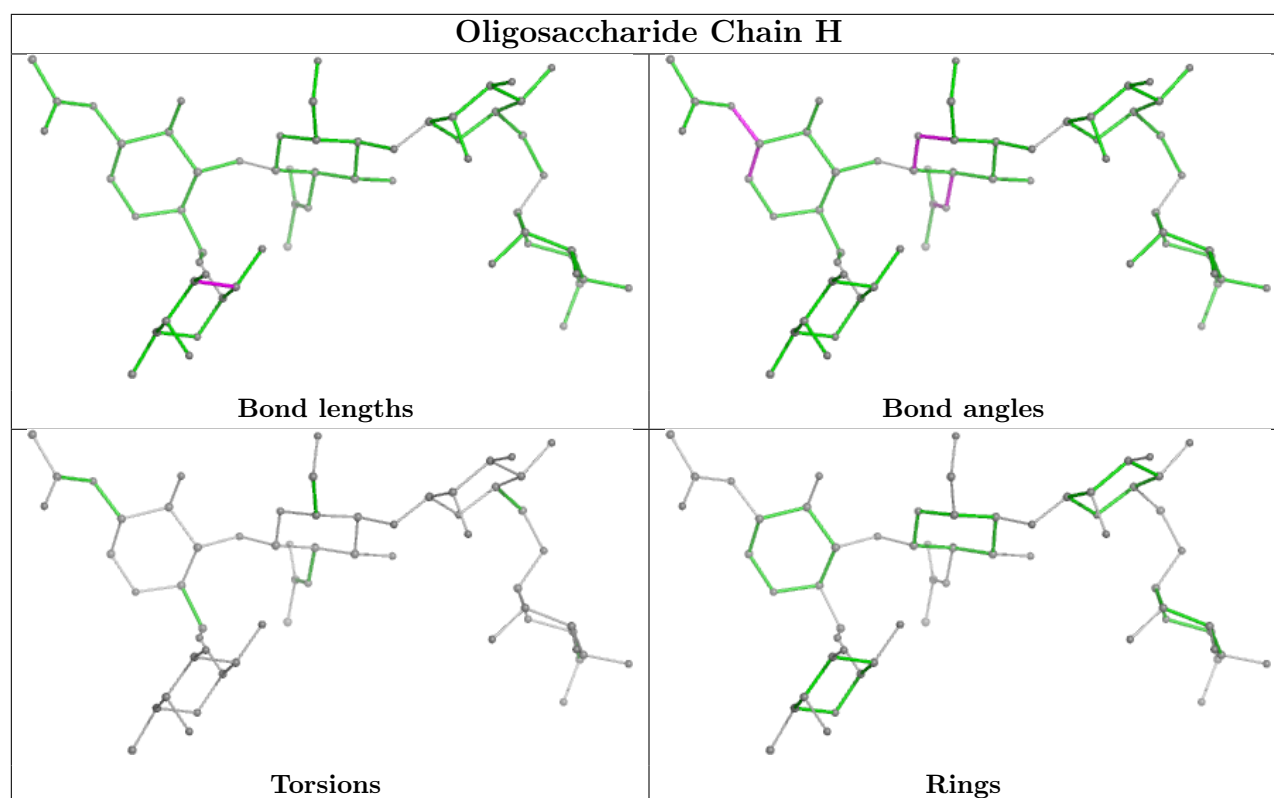 Oligosaccharide Chain H
Bond lengths
Bond angles
Torsions
Rings